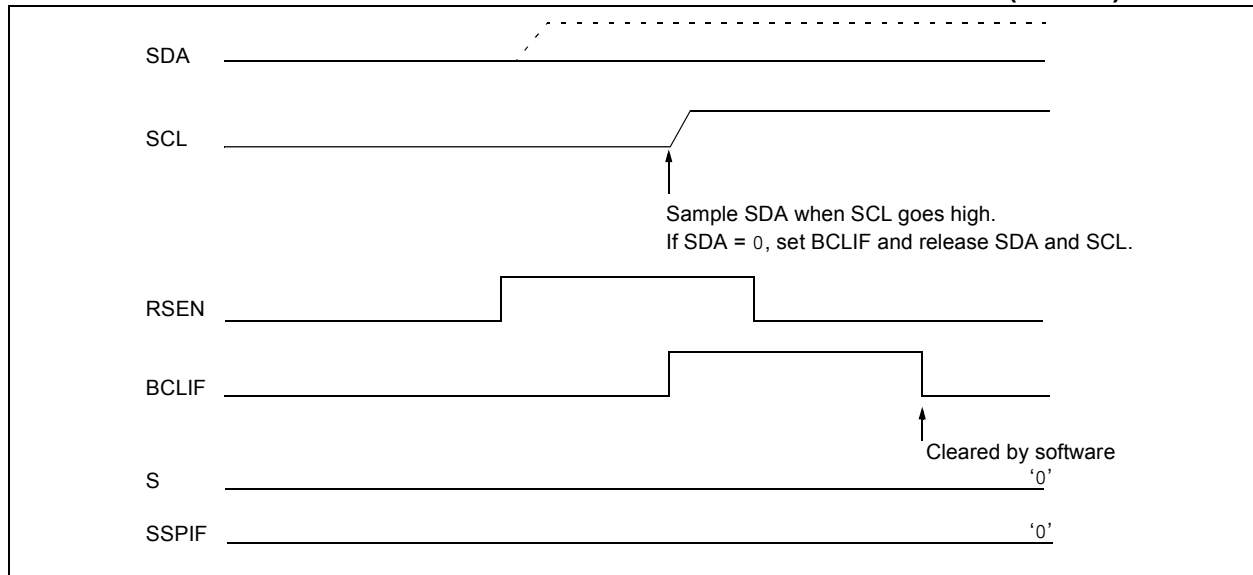 SDA
SCL
Sample SDA when SCL goes high.
If SDA = 0, set BCLIF and release SDA and SCL.
RSEN
BCLIF
Cleared by software
S
‘0’
SSPIF
‘0’